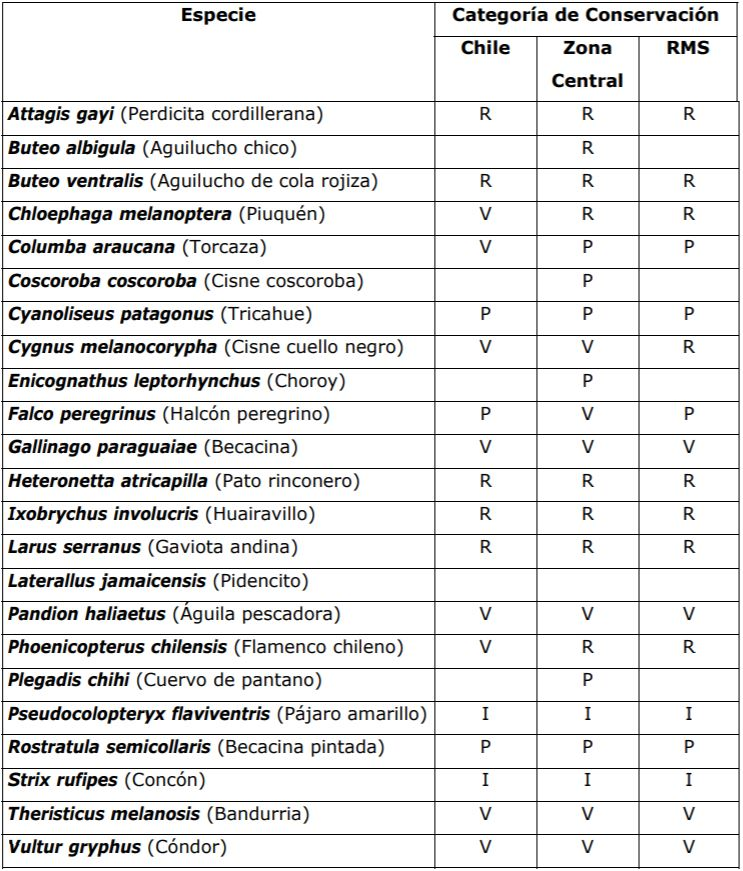 Especie Categoría de Conservación
Chile Zona Central RMS
Attagis gayi (Perdicita cordillerana) R R R
Buteo albigula (Aguilucho chico) R
Buteo ventralis (Aguilucho de cola rojiza) R R R
Chloephaga melanoptera (Piuquén) V R R
Columba araucana (Torcaza) V P P
Coscoroba coscoroba (Cisne coscoroba) P
Cyanoliseus patagonus (Tricahue) P P P
Cygnus melanocorypha (Cisne cuello negro) V V R
Enicognathus leptorhynchus (Choroy) P
Falco peregrinus (Halcón peregrino) P V P
Gallinago paraguaiae (Becacina) V V V
Heteronetta atricapilla (Pato rinconero) R R R
Ixobrychus involucris (Huairavillo) R R R
Larus serranus (Gaviota andina) R R R
Laterallus jamaicensis (Pidencito)
Pandion haliaetus (Águila pescadora) V V V
Phoenicopterus chilensis (Flamenco chileno) V R R
Plegadis chihi (Cuervo de pantano) P
Pseudocolopteryx flaviventris (Pájaro amarillo) I I I
Rostratula semicollaris (Becacina pintada) P P P
Strix rufipes (Concón) I I I
Theristicus melanosis (Bandurria) V V V
Vultur gryphus (Cóndor) V V V